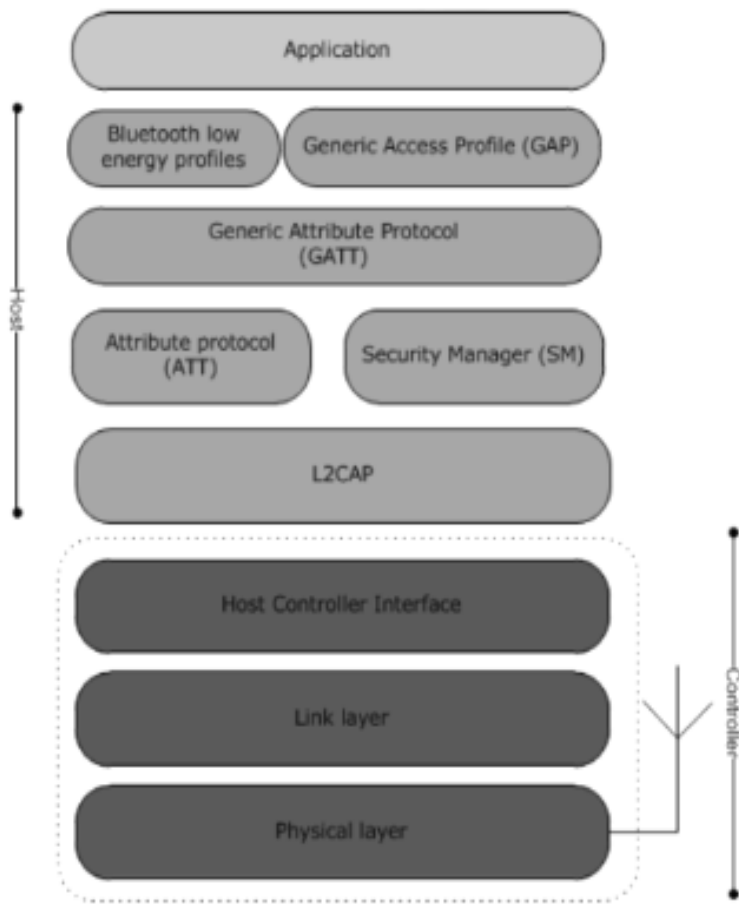 Application
Bluetooth low
energy profiles
Generic Access Profile (GAP)
Generic Attribute Protocol
(GATT)
Host
Attribute protocol
(ATT)
Security Manager (SM)
L2CAP
Host Controller Interface
Link layer
Controller
Physical layer